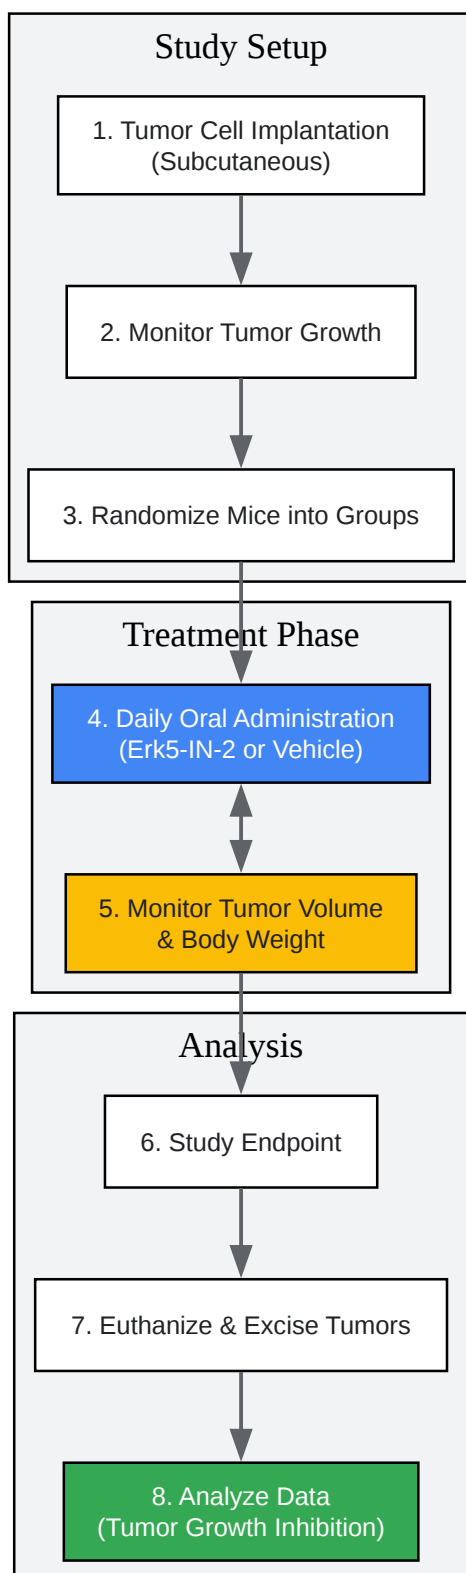 Study Setup
1. Tumor Cell Implantation
(Subcutaneous)
2. Monitor Tumor Growth
3. Randomize Mice into Groups
Treatment Phase
4. Daily Oral Administration
(Erk5-IN-2 or Vehicle)
5. Monitor Tumor Volume
& Body Weight
Analysis
6. Study Endpoint
7. Euthanize & Excise Tumors
8. Analyze Data
(Tumor Growth Inhibition)